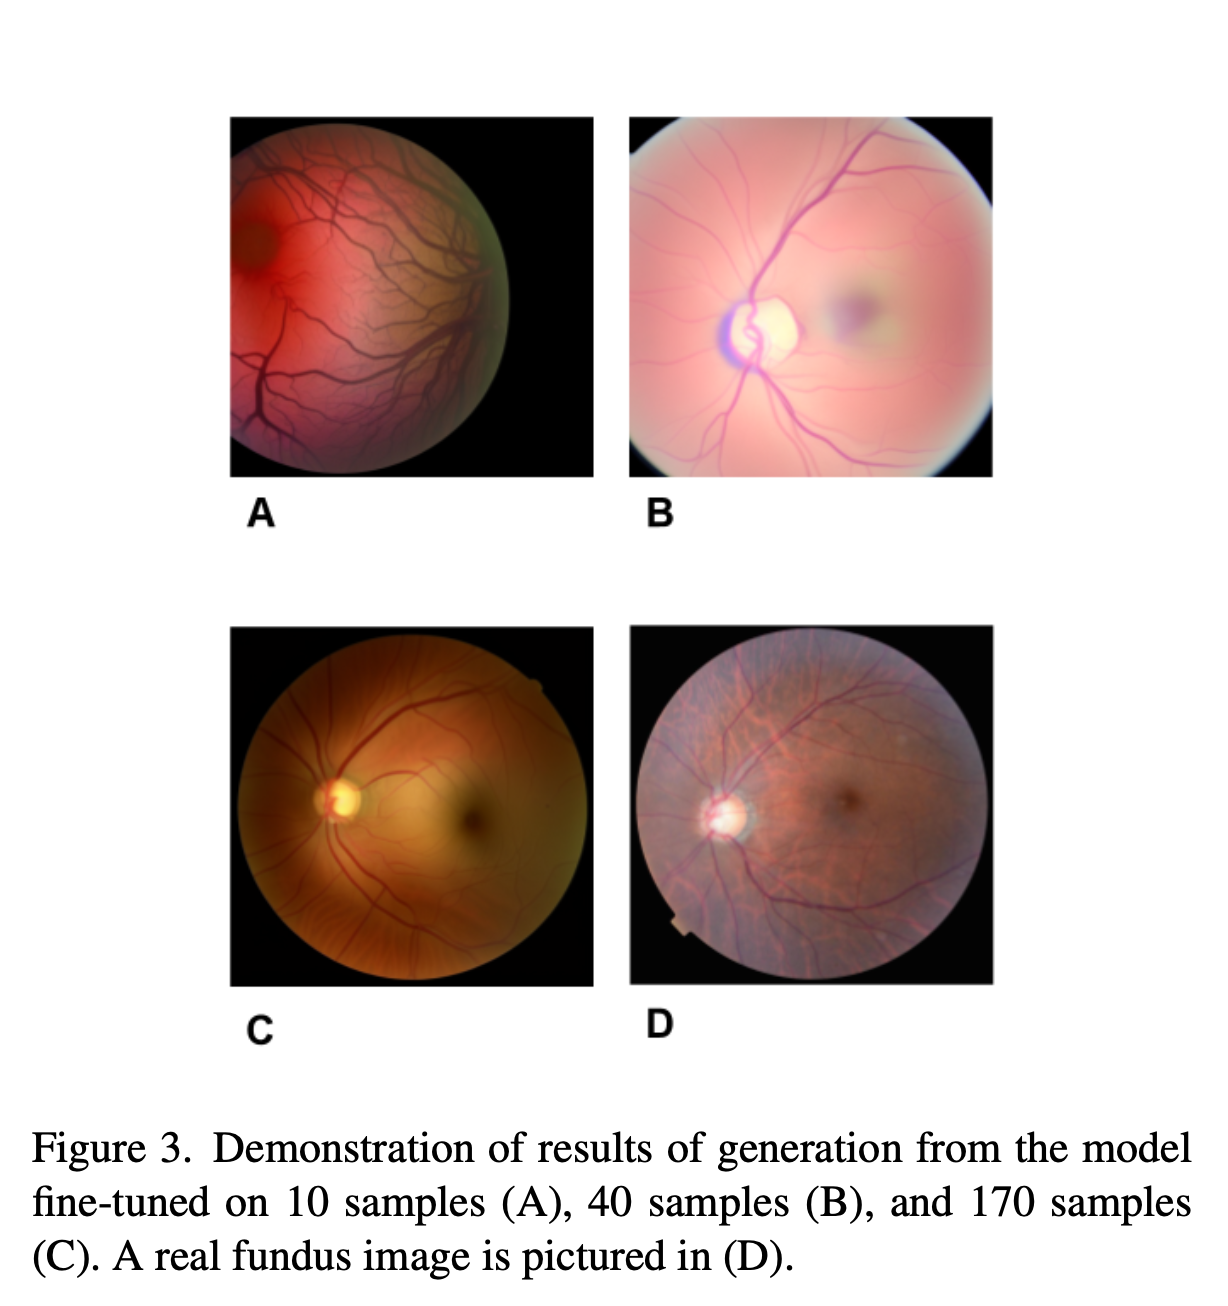 A
B
C
D
Figure 3. Demonstration of results of generation from the model
fine-tuned on 10 samples (A), 40 samples (B), and 170 samples
(C). A real fundus image is pictured in (D).